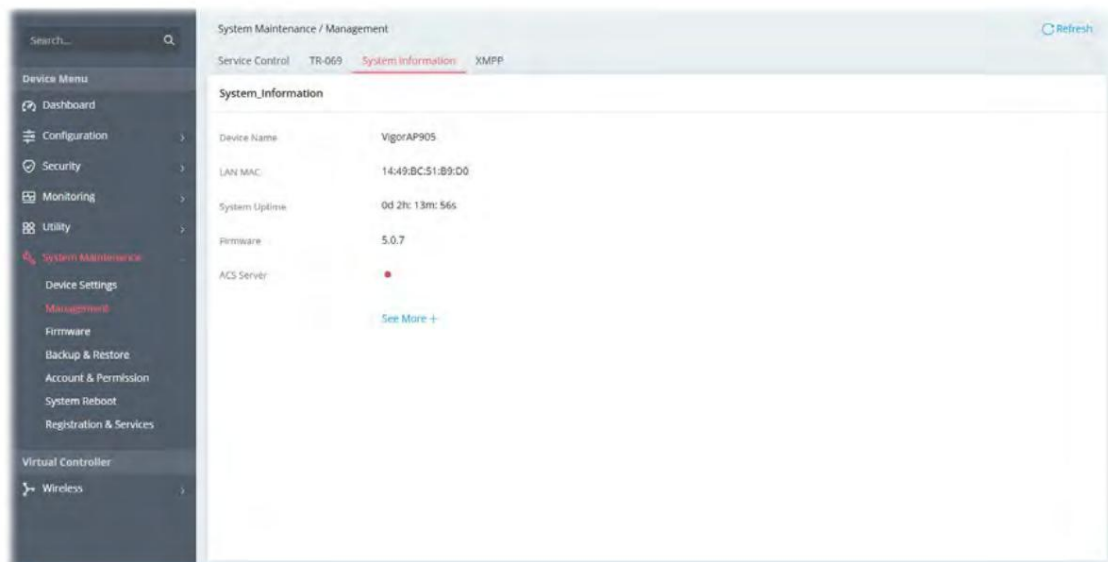 Search...
Device Menu
Dashboard
Configuration
Security
Monitoring
Utility
System Maintenance
Device Settings
Management
Firmware
Backup & Restore
Account & Permission
System Reboot
Registration & Services
Virtual Controller
Wireless
System Maintenance / Management
Refresh
Service Control TR-069 System Information XMPP
System_Information
Device Name VigorAP905
LAN MAC 14:49:BC:51:B9:D0
System Uptime 0d 2h: 13m: 56s
Firmware 5.0.7
ACS Server
See More +